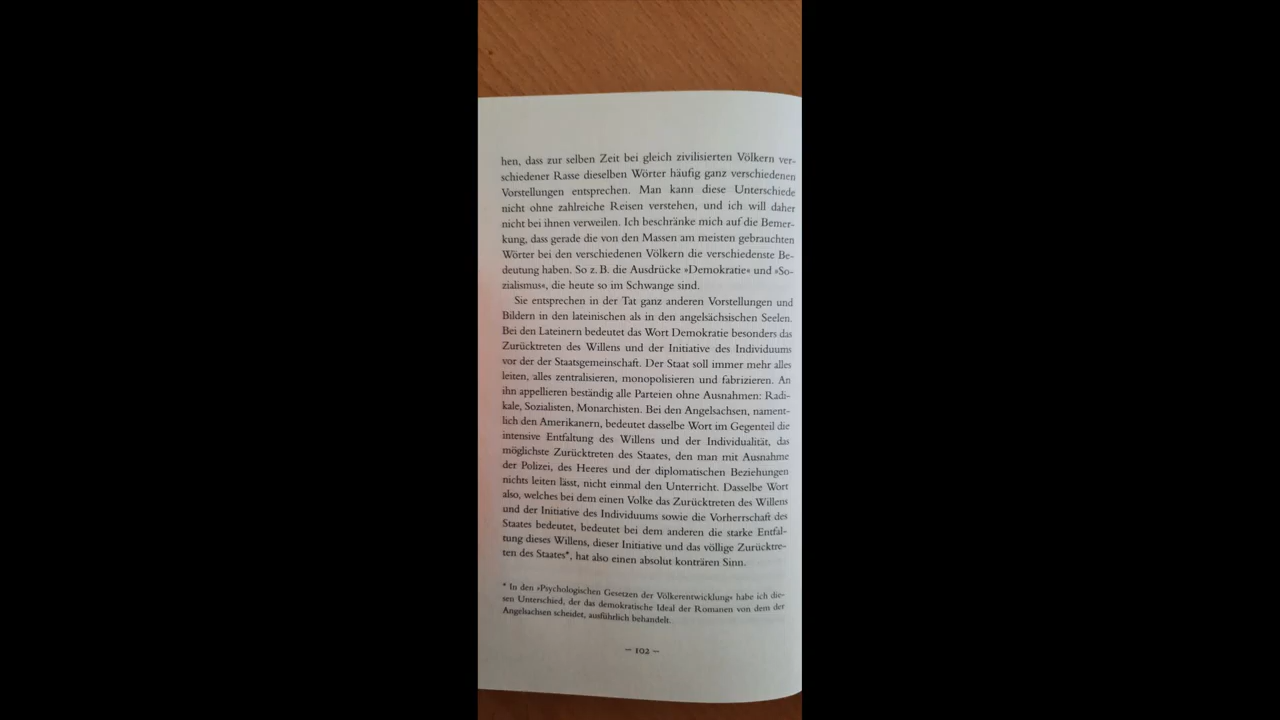 hen, dass zur selben Zeit bei gleich zivilisierten Völkern ver-
schiedener Rasse dieselben Wörter häufig ganz verschiedenen
Vorstellungen entsprechen. Man kann diese Unterschiede
nicht ohne zahlreiche Reisen verstehen, und ich will daher
nicht bei ihnen verweilen. Ich beschränke mich auf die Bemer-
kung, dass gerade die von den Massen am meisten gebrauchten
Wörter bei den verschiedenen Völkern die verschiedenste Be-
deutung haben. So z. B. die Ausdrücke »Demokratie« und »So-
zialismus«, die heute so im Schwange sind.
Sie entsprechen in der Tat ganz anderen Vorstellungen und
Bildern in den lateinischen als in den angelsächsischen Seelen.
Bei den Lateinern bedeutet das Wort Demokratie besonders das
Zurücktreten des Willens und der Initiative des Individuums
vor der der Staatsgemeinschaft. Der Staat soll immer mehr alles
leiten, alles zentralisieren, monopolisieren und fabrizieren. An
ihn appellieren beständig alle Parteien ohne Ausnahmen: Radi-
kale, Sozialisten, Monarchisten. Bei den Angelsachsen, nament-
lich den Amerikanern, bedeutet dasselbe Wort im Gegenteil die
intensive Entfaltung des Willens und der Individualität, das
möglichste Zurücktreten des Staates, den man mit Ausnahme
der Polizei, des Heeres und der diplomatischen Beziehungen
nichts leiten lässt, nicht einmal den Unterricht. Dasselbe Wort
also, welches bei dem einen Volke das Zurücktreten des Willens
und der Initiative des Individuums sowie die Vorherrschaft des
Staates bedeutet, bedeutet bei dem anderen die starke Entfal-
tung dieses Willens, dieser Initiative und das völlige Zurücktre-
ten des Staates*, hat also einen absolut konträren Sinn.
* In den »Psychologischen Gesetzen der Völkerentwicklung« habe ich die-
sen Unterschied, der das demokratische Ideal der Romanen von dem der
Angelsachsen scheidet, ausführlich behandelt.
– 102 –